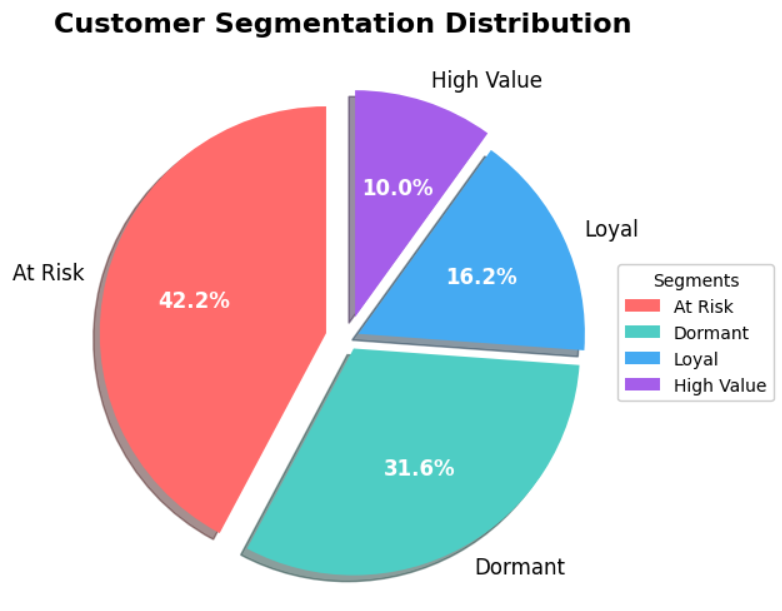 Customer Segmentation Distribution
High Value
10.0%
Loyal
16.2%
At Risk
42.2%
Segments
At Risk
Dormant
Loyal
High Value
31.6%
Dormant